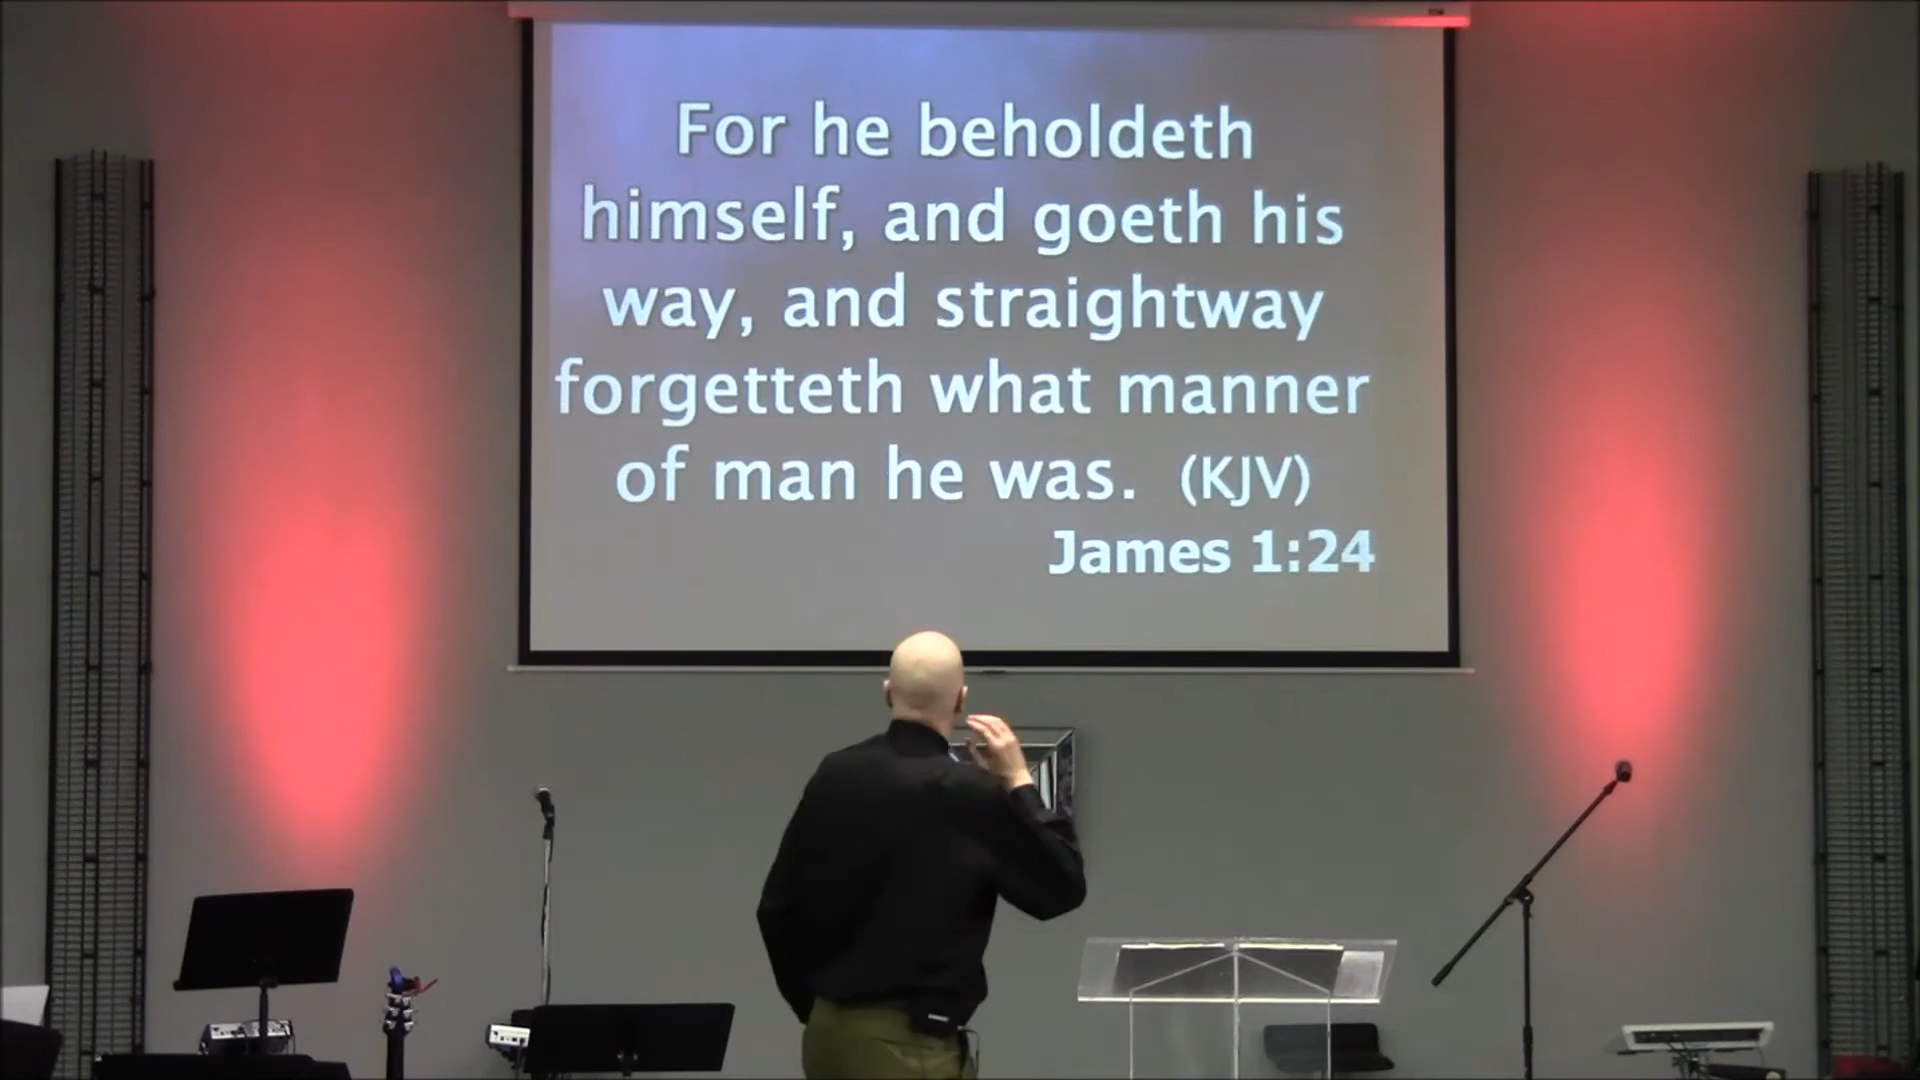 For he beholdeth
himself, and goeth his
way, and straightway
forgetteth what manner
of man he was. (KJV)
James 1:24